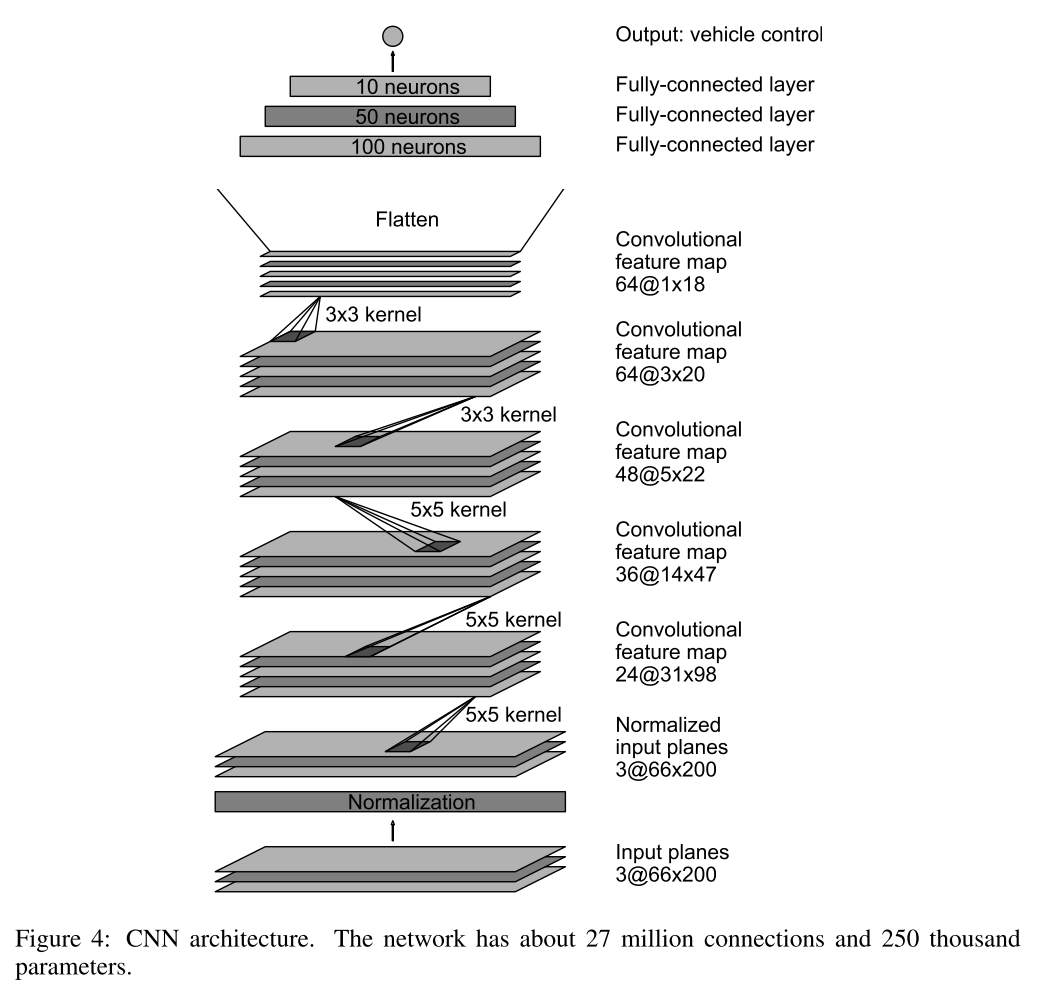 Output: vehicle control
10 neurons
Fully-connected layer
50 neurons
Fully-connected layer
100 neurons
Fully-connected layer
Flatten
Convolutional
feature map
64@1x18
3x3 kernel
Convolutional
feature map
64@3x20
3x3 kernel
Convolutional
feature map
48@5x22
5x5 kernel
Convolutional
feature map
36@14x47
5x5 kernel
Convolutional
feature map
24@31x98
5x5 kernel
Normalized
input planes
3@66x200
Normalization
Input planes
3@66x200
Figure 4: CNN architecture. The network has about 27 million connections and 250 thousand
parameters.